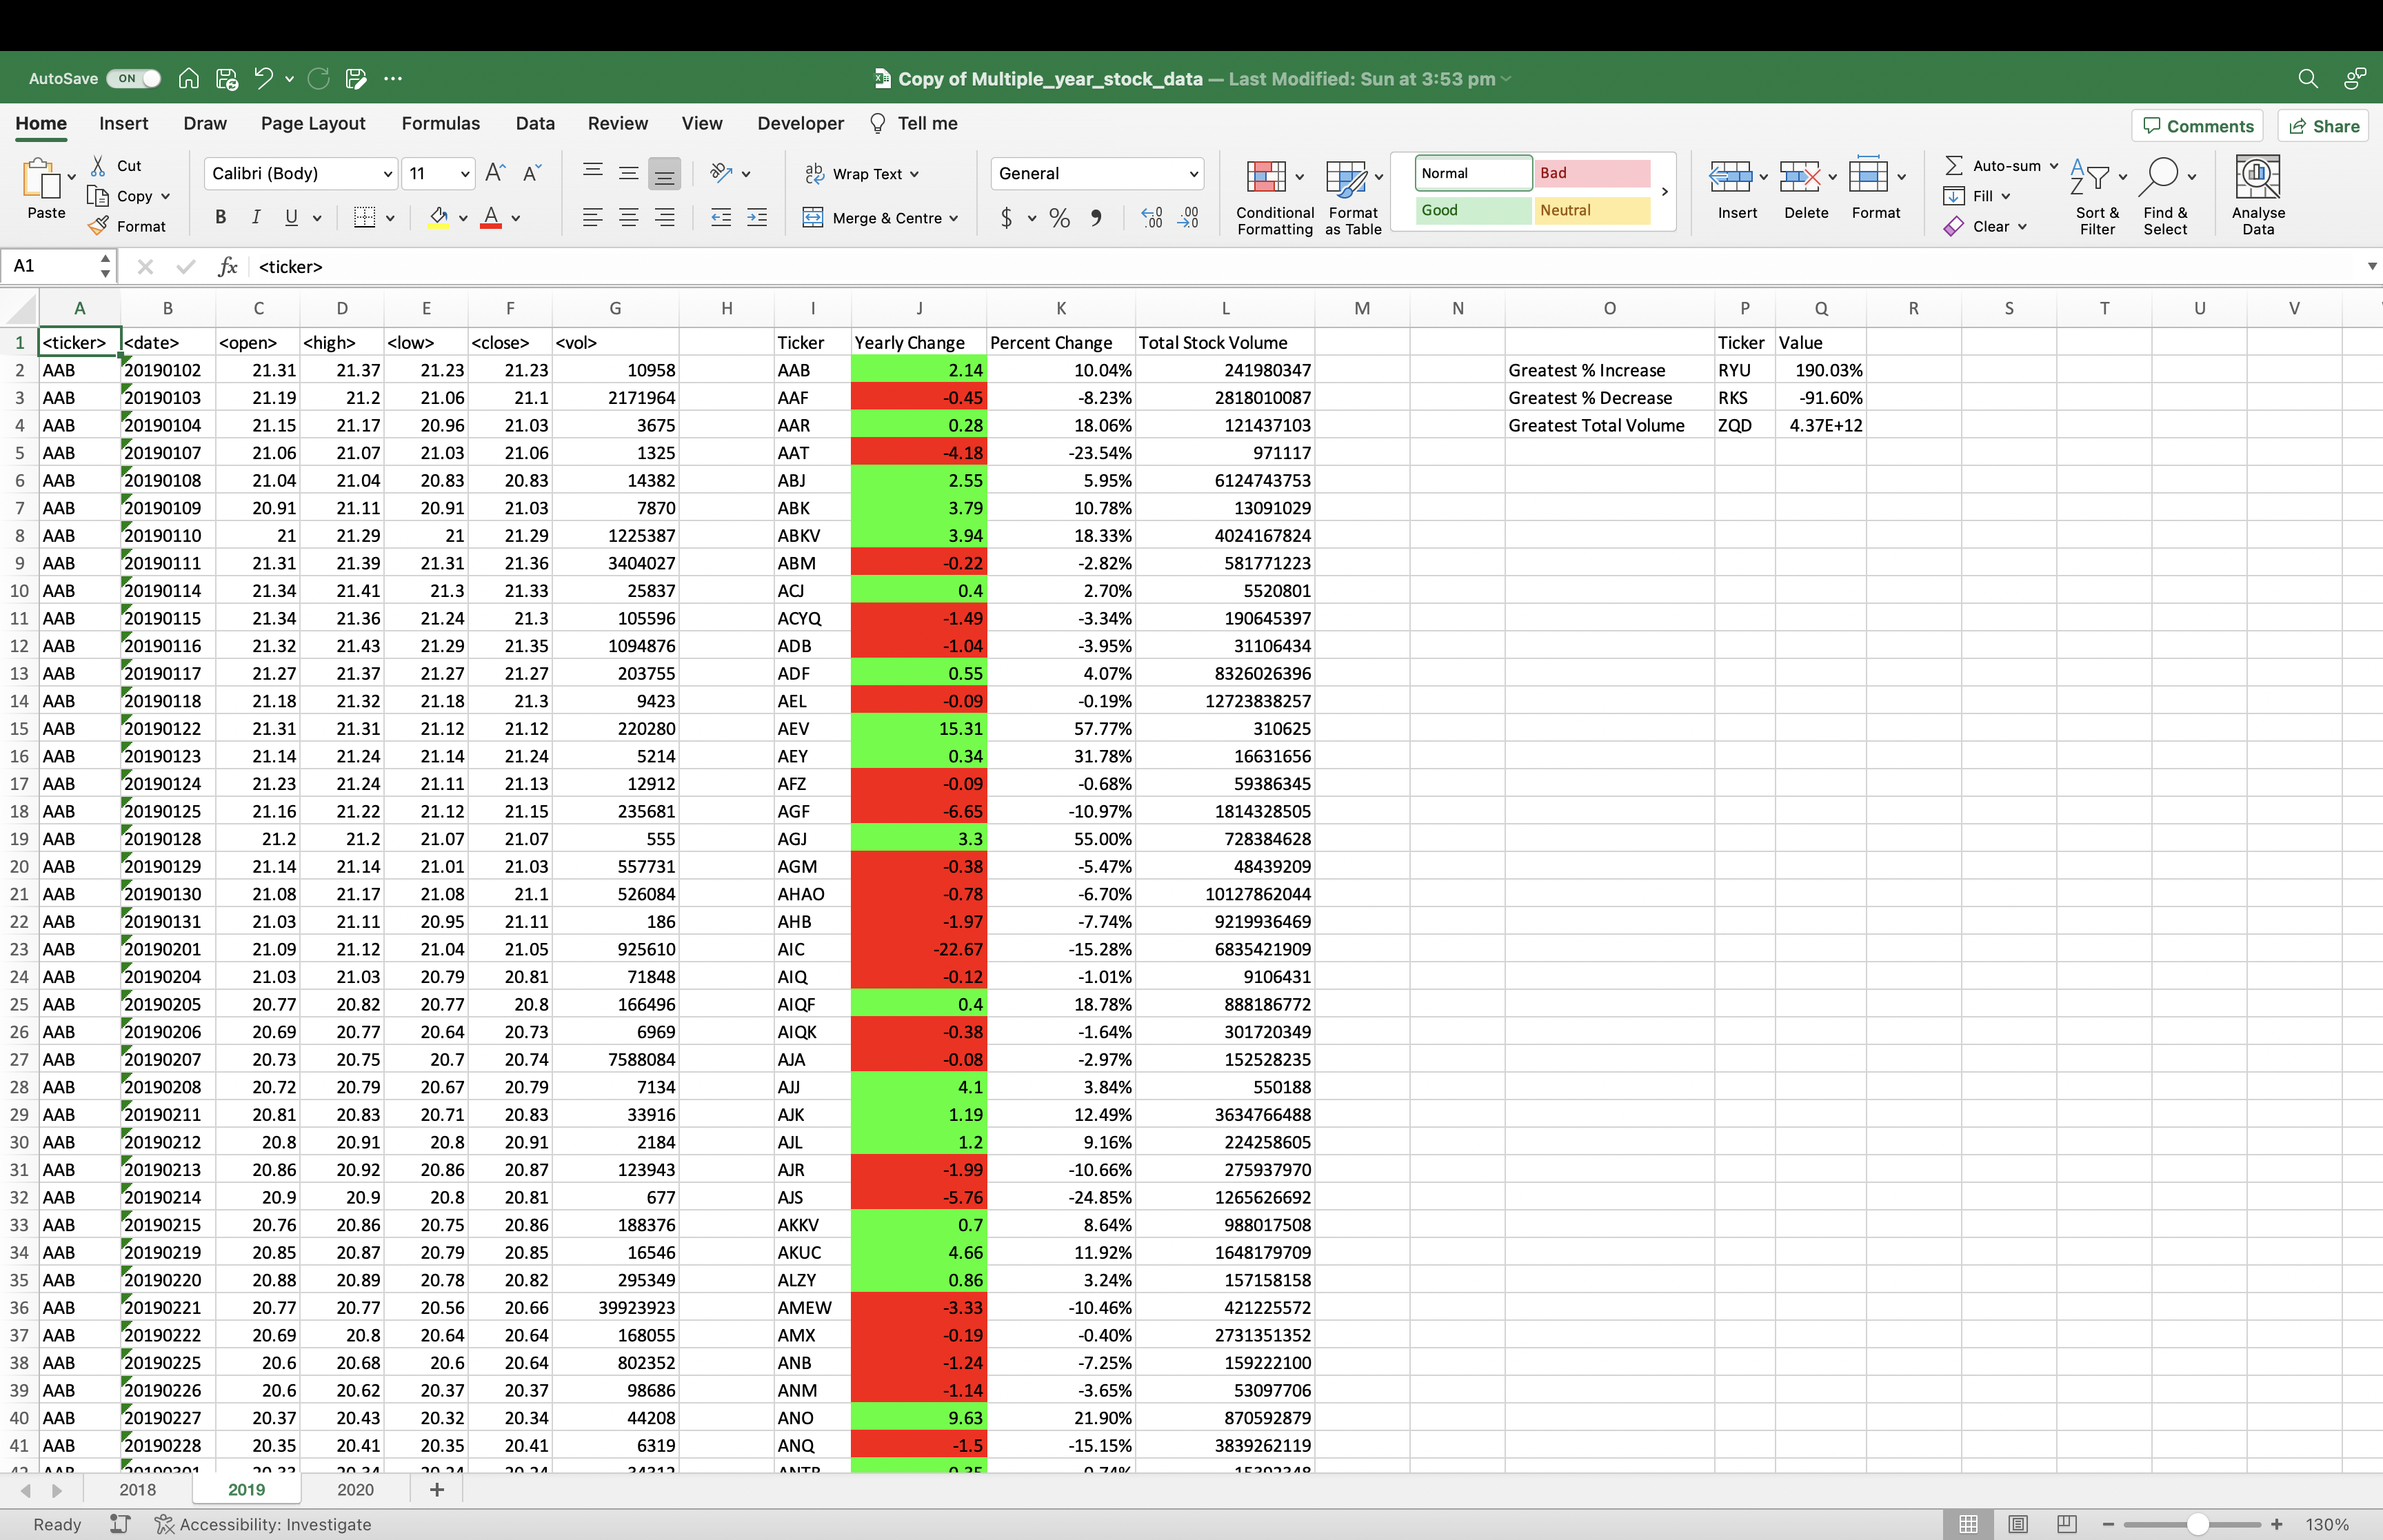 AutoSave ON Copy of Multiple_year_stock_data — Last Modified: Sun at 3:53 pm
Home Insert Draw Page Layout Formulas Data Review View Developer Tell me Comments Share
Paste Cut Copy Format
Calibri (Body) 11
B I U A
Wrap Text
Merge & Centre
General
$ %
Conditional Formatting
Format as Table
Normal Bad
Good Neutral
Insert Delete Format
Auto-sum
Fill
Clear
Sort & Filter
Find & Select
Analyse Data
A1 fx <ticker>
A B C D E F G H I J K L M N O P Q R S T U V
1 <ticker> <date> <open> <high> <low> <close> <vol> Ticker Yearly Change Percent Change Total Stock Volume Ticker Value
2 AAB 20190102 21.31 21.37 21.23 21.23 10958 AAB 2.14 10.04% 241980347 Greatest % Increase RYU 190.03%
3 AAB 20190103 21.19 21.2 21.06 21.1 2171964 AAF -0.45 -8.23% 2818010087 Greatest % Decrease RKS -91.60%
4 AAB 20190104 21.15 21.17 20.96 21.03 3675 AAR 0.28 18.06% 121437103 Greatest Total Volume ZQD 4.37E+12
5 AAB 20190107 21.06 21.07 21.03 21.06 1325 AAT -4.18 -23.54% 971117
6 AAB 20190108 21.04 21.04 20.83 20.83 14382 ABJ 2.55 5.95% 6124743753
7 AAB 20190109 20.91 21.11 20.91 21.03 7870 ABK 3.79 10.78% 13091029
8 AAB 20190110 21 21.29 21 21.29 1225387 ABKV 3.94 18.33% 4024167824
9 AAB 20190111 21.31 21.39 21.31 21.36 3404027 ABM -0.22 -2.82% 581771223
10 AAB 20190114 21.34 21.41 21.3 21.33 25837 ACJ 0.4 2.70% 5520801
11 AAB 20190115 21.34 21.36 21.24 21.3 105596 ACYQ -1.49 -3.34% 190645397
12 AAB 20190116 21.32 21.43 21.29 21.35 1094876 ADB -1.04 -3.95% 31106434
13 AAB 20190117 21.27 21.37 21.27 21.27 203755 ADF 0.55 4.07% 8326026396
14 AAB 20190118 21.18 21.32 21.18 21.3 9423 AEL -0.09 -0.19% 12723838257
15 AAB 20190122 21.31 21.31 21.12 21.12 220280 AEV 15.31 57.77% 310625
16 AAB 20190123 21.14 21.24 21.14 21.24 5214 AEY 0.34 31.78% 16631656
17 AAB 20190124 21.23 21.24 21.11 21.13 12912 AFZ -0.09 -0.68% 59386345
18 AAB 20190125 21.16 21.22 21.12 21.15 235681 AGF -6.65 -10.97% 1814328505
19 AAB 20190128 21.2 21.2 21.07 21.07 555 AGJ 3.3 55.00% 728384628
20 AAB 20190129 21.14 21.14 21.01 21.03 557731 AGM -0.38 -5.47% 48439209
21 AAB 20190130 21.08 21.17 21.08 21.1 526084 AHAO -0.78 -6.70% 10127862044
22 AAB 20190131 21.03 21.11 20.95 21.11 186 AHB -1.97 -7.74% 9219936469
23 AAB 20190201 21.09 21.12 21.04 21.05 925610 AIC -22.67 -15.28% 6835421909
24 AAB 20190204 21.03 21.03 20.79 20.81 71848 AIQ -0.12 -1.01% 9106431
25 AAB 20190205 20.77 20.82 20.77 20.8 166496 AIQF 0.4 18.78% 888186772
26 AAB 20190206 20.69 20.77 20.64 20.73 6969 AIQK -0.38 -1.64% 301720349
27 AAB 20190207 20.73 20.75 20.7 20.74 7588084 AJA -0.08 -2.97% 152528235
28 AAB 20190208 20.72 20.79 20.67 20.79 7134 AJJ 4.1 3.84% 550188
29 AAB 20190211 20.81 20.83 20.71 20.83 33916 AJK 1.19 12.49% 3634766488
30 AAB 20190212 20.8 20.91 20.8 20.91 2184 AJL 1.2 9.16% 224258605
31 AAB 20190213 20.86 20.92 20.86 20.87 123943 AJR -1.99 -10.66% 275937970
32 AAB 20190214 20.9 20.9 20.8 20.81 677 AJS -5.76 -24.85% 1265626692
33 AAB 20190215 20.76 20.86 20.75 20.86 188376 AKKV 0.7 8.64% 988017508
34 AAB 20190219 20.85 20.87 20.79 20.85 16546 AKUC 4.66 11.92% 1648179709
35 AAB 20190220 20.88 20.89 20.78 20.82 295349 ALZY 0.86 3.24% 157158158
36 AAB 20190221 20.77 20.77 20.56 20.66 39923923 AMEW -3.33 -10.46% 421225572
37 AAB 20190222 20.69 20.8 20.64 20.64 168055 AMX -0.19 -0.40% 2731351352
38 AAB 20190225 20.6 20.68 20.6 20.64 802352 ANB -1.24 -7.25% 159222100
39 AAB 20190226 20.6 20.62 20.37 20.37 98686 ANM -1.14 -3.65% 53097706
40 AAB 20190227 20.37 20.43 20.32 20.34 44208 ANO 9.63 21.90% 870592879
41 AAB 20190228 20.35 20.41 20.35 20.41 6319 ANQ -1.5 -15.15% 3839262119
2018 2019 2020 +
Ready Accessibility: Investigate 130%